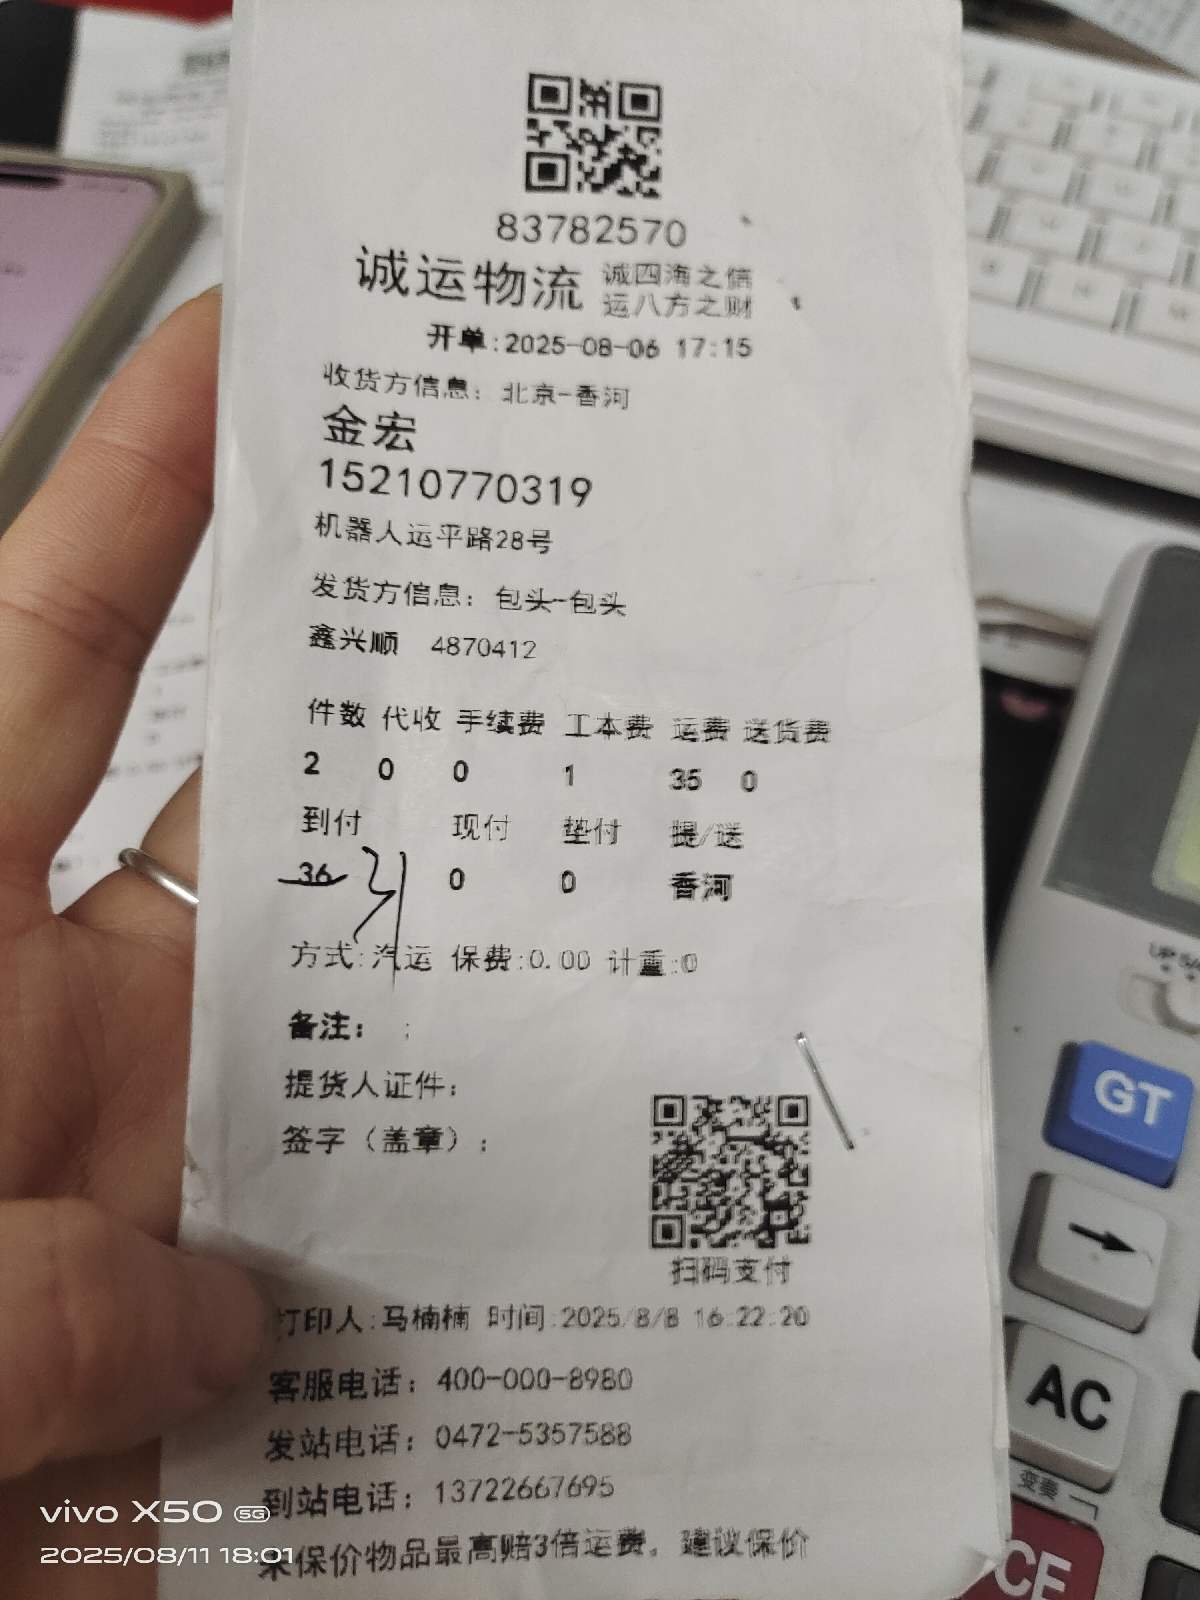 83782570
诚运物流 诚四海之信
运八方之财
开单:2025-08-06 17:15
收货方信息: 北京-香河
金宏
15210770319
机器人运平路28号
发货方信息: 包头-包头
鑫兴顺 4870412
件数 代收 手续费 工本费 运费 送货费
2 0 0 1 35 0
到付 现付 垫付 提/送
36 0 0 香河
方式:汽运 保费:0.00 计重:0
备注: ;
提货人证件:
签字（盖章）:
扫码支付
打印人:马楠楠 时间:2025/8/8 16:22:20
客服电话: 400-000-8980
发站电话: 0472-5357588
到站电话: 13722667695
未保价物品最高赔3倍运费。建议保价
GT
→
AC
变票
CE
vivo X50 5G
2025/08/11 18:01